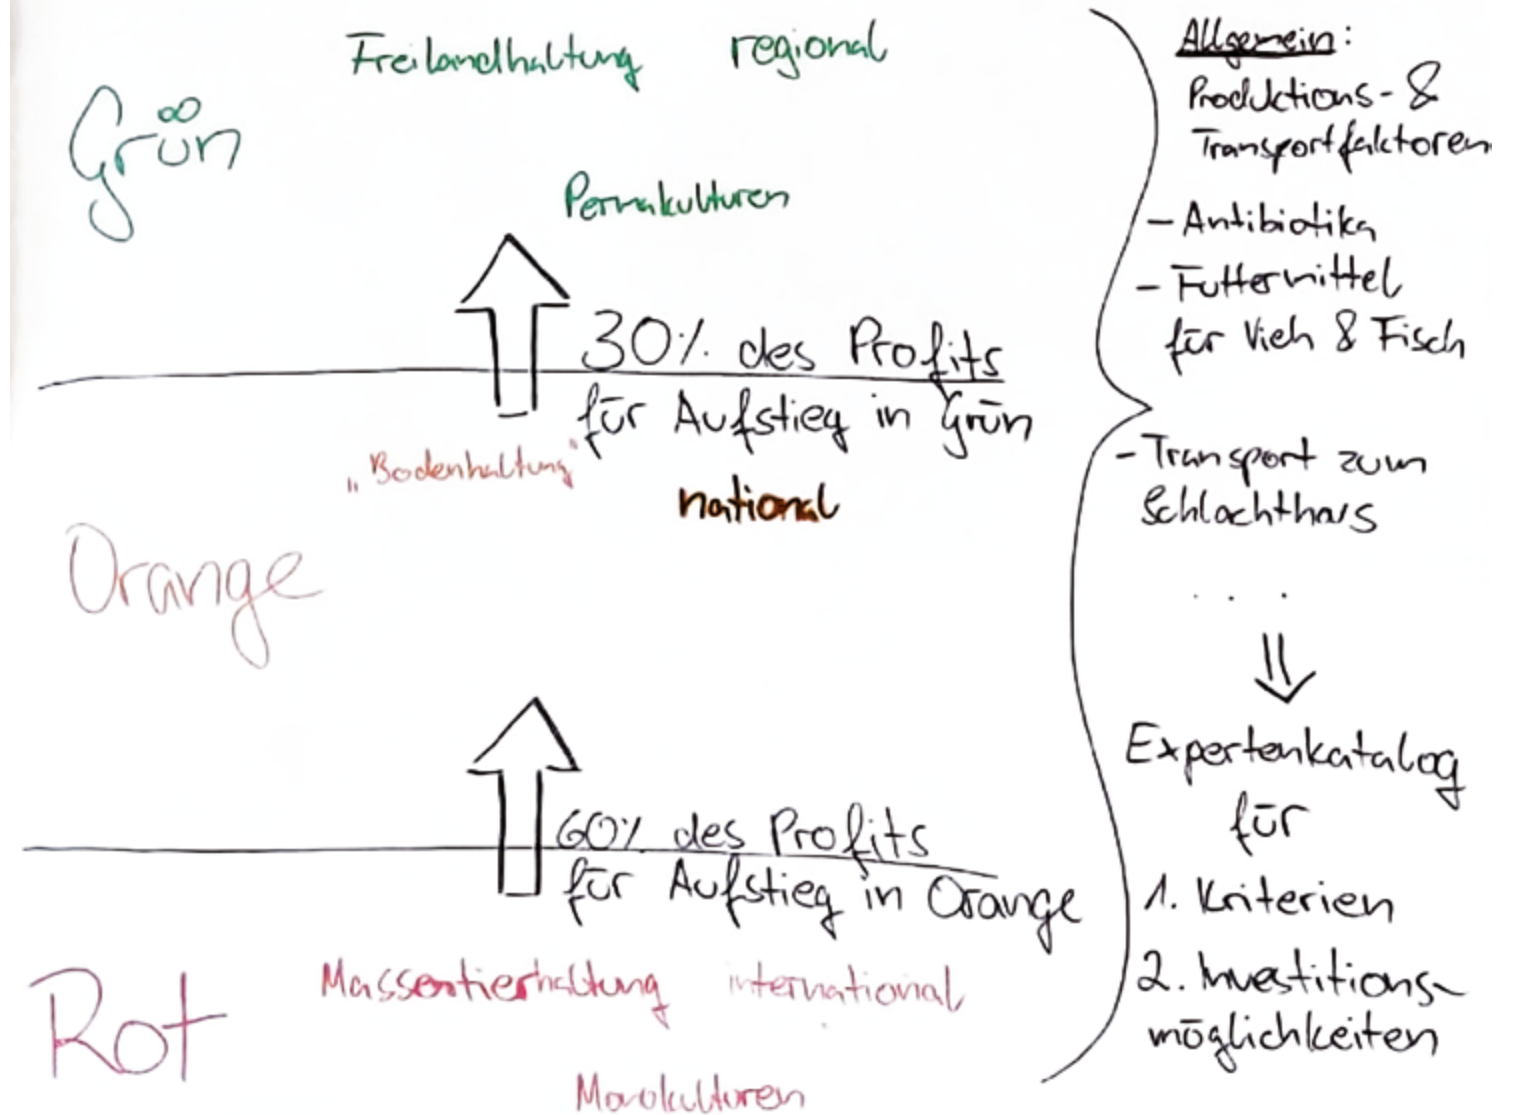 Freilandhaltung regional
Grün
Permakulturen
30% des Profits
für Aufstieg in Grün
„Bodenhaltung"
national
Orange
60% des Profits
für Aufstieg in Orange
Massentierhaltung international
Rot
Monokulturen
Allgemein:
Produktions- &
Transportfaktoren
- Antibiotika
- Futtermittel
für Vieh & Fisch
- Transport zum
Schlachthaus
. . .
⇓
Expertenkatalog
für
1. Kriterien
2. Investitions-
möglichkeiten